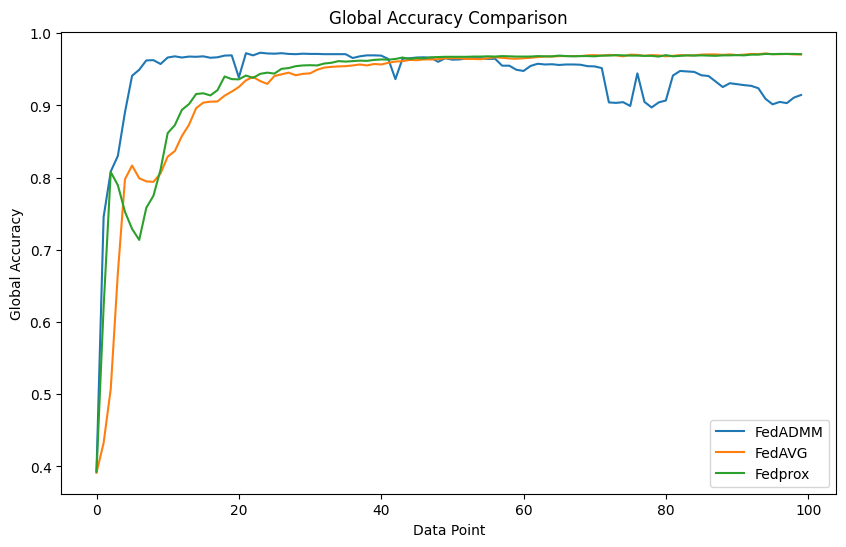 Global Accuracy Comparison
1.0
0.9
0.8
0.7
0.6
0.5
0.4
Global Accuracy
0
20
40
60
80
100
Data Point
FedADMM
FedAVG
Fedprox